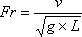 Fr = v / √(g × L)